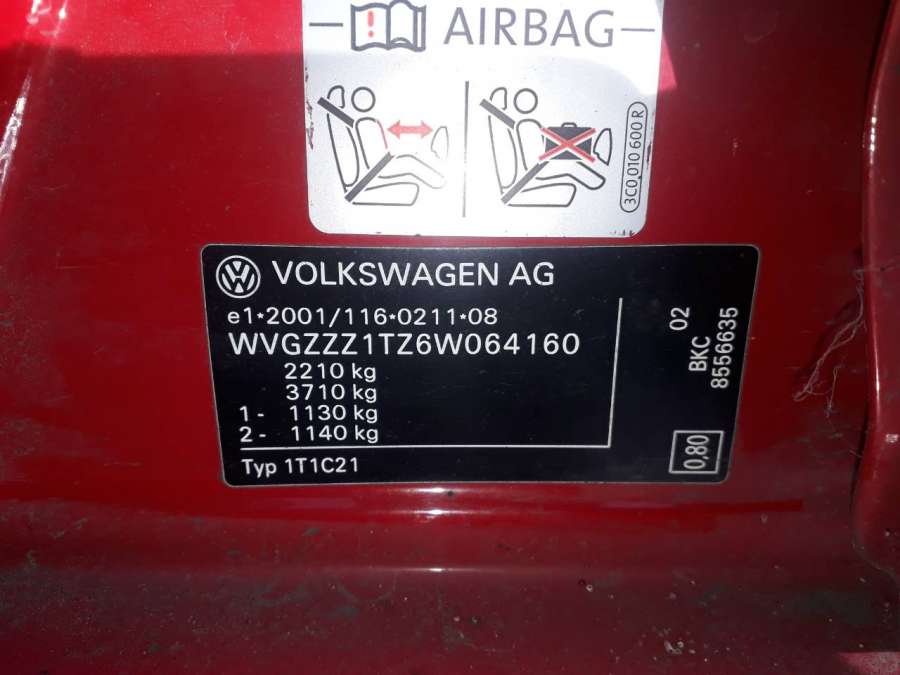 AIRBAG
3C0 010 600 R
VOLKSWAGEN AG
e1*2001/116*0211*08
WVGZZZ1TZ6W064160
2210 kg
3710 kg
1- 1130 kg
2- 1140 kg
Typ 1T1C21
02
BKC
8556635
0,80